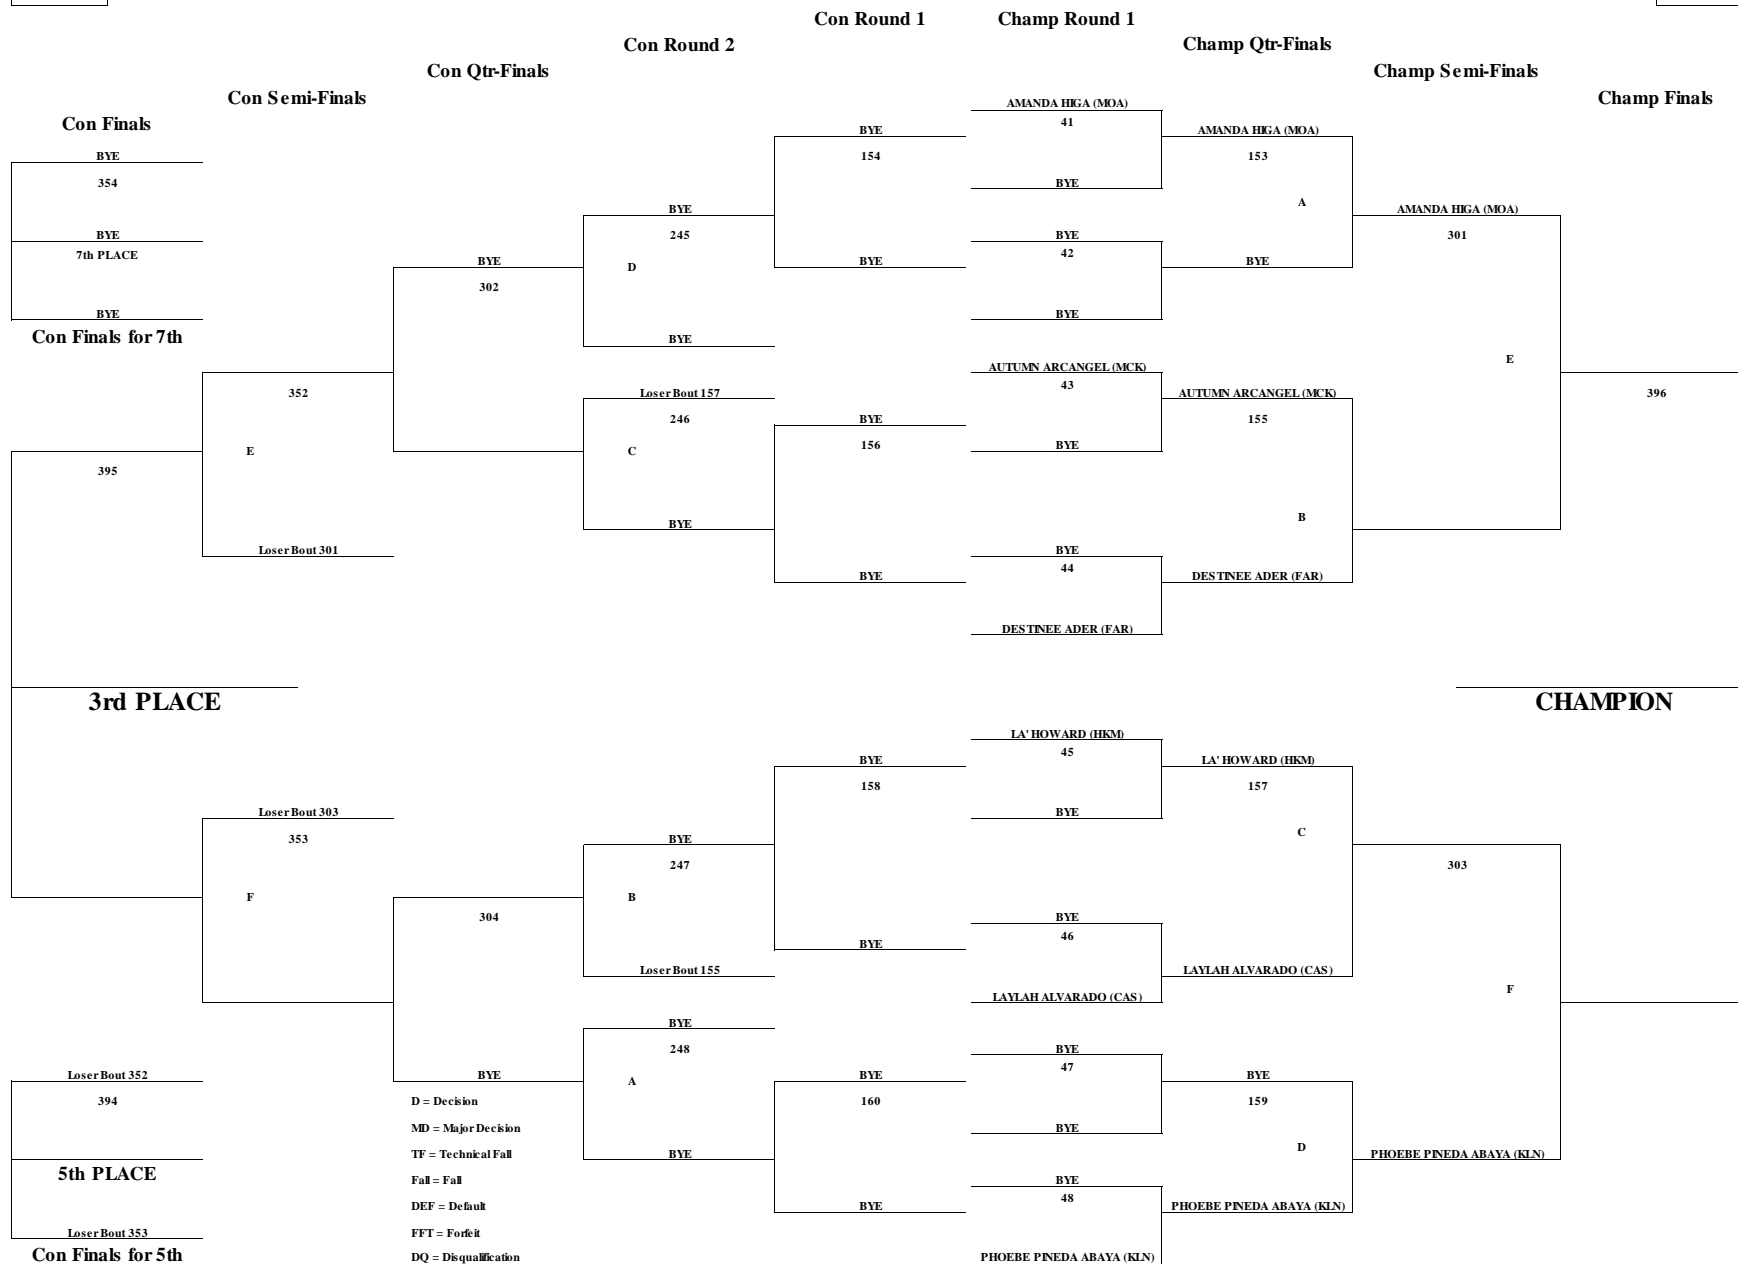 Con Round 1
Champ Round 1
Con Round 2
Champ Qtr-Finals
Con Qtr-Finals
Champ Semi-Finals
Con Semi-Finals
Champ Finals
Con Finals
AMANDA HIGA (MOA)
41
BYE
AMANDA HIGA (MOA)
BYE
354
154
153
BYE
A
BYE
AMANDA HIGA (MOA)
BYE
245
BYE
301
7th PLACE
42
BYE
D
BYE
BYE
302
BYE
BYE
Con Finals for 7th
BYE
E
AUTUMN ARCANGEL (MCK)
43
352
Loser Bout 157
AUTUMN ARCANGEL (MCK)
396
246
BYE
155
E
C
156
BYE
395
B
BYE
Loser Bout 301
BYE
44
BYE
DESTINEE ADER (FAR)
DESTINEE ADER (FAR)
3rd PLACE
CHAMPION
LA' HOWARD (HKM)
45
BYE
LA' HOWARD (HKM)
158
157
Loser Bout 303
BYE
353
BYE
C
247
303
F
B
304
BYE
46
BYE
Loser Bout 155
LAYLAH ALVARADO (CAS)
LAYLAH ALVARADO (CAS)
F
BYE
248
BYE
47
Loser Bout 352
BYE
A
BYE
BYE
394
D = Decision
160
159
MD = Major Decision
BYE
D
TF = Technical Fall
BYE
PHOEBE PINEDA ABAYA (KLN)
5th PLACE
Fall = Fall
BYE
48
DEF = Default
BYE
PHOEBE PINEDA ABAYA (KLN)
Loser Bout 353
FFT = Forfeit
Con Finals for 5th
DQ = Disqualification
PHOEBE PINEDA ABAYA (KLN)